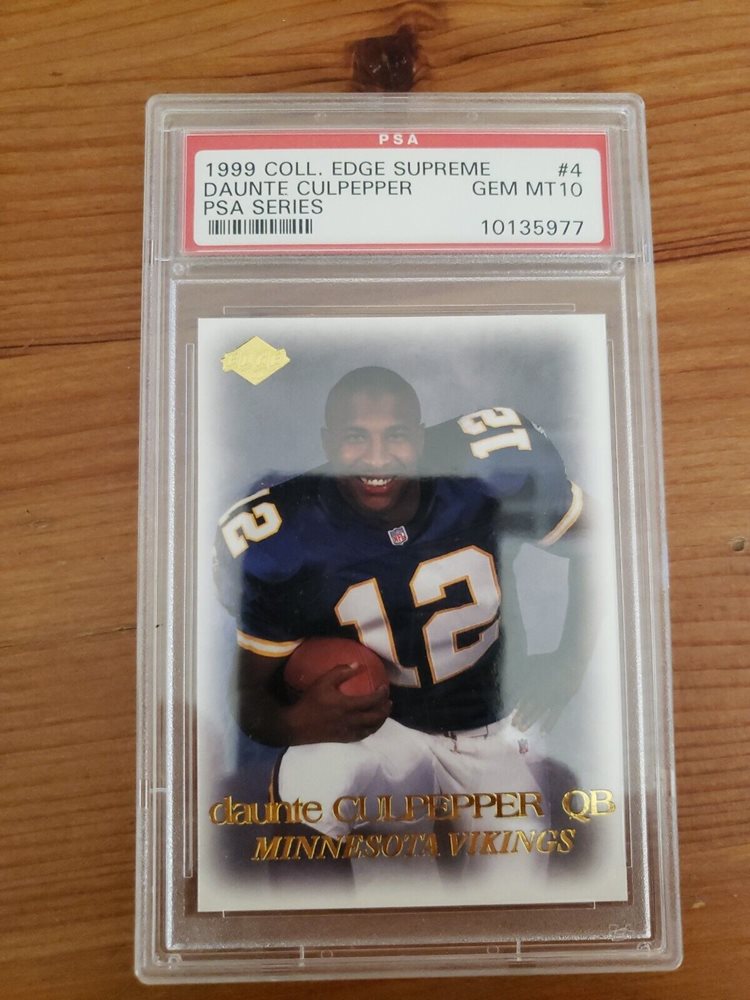 PSA
1999 COLL. EDGE SUPREME #4
DAUNTE CULPEPPER GEM MT10
PSA SERIES
10135977
EDGE
12
12
12
daunte CULPEPPER QB
MINNESOTA VIKINGS